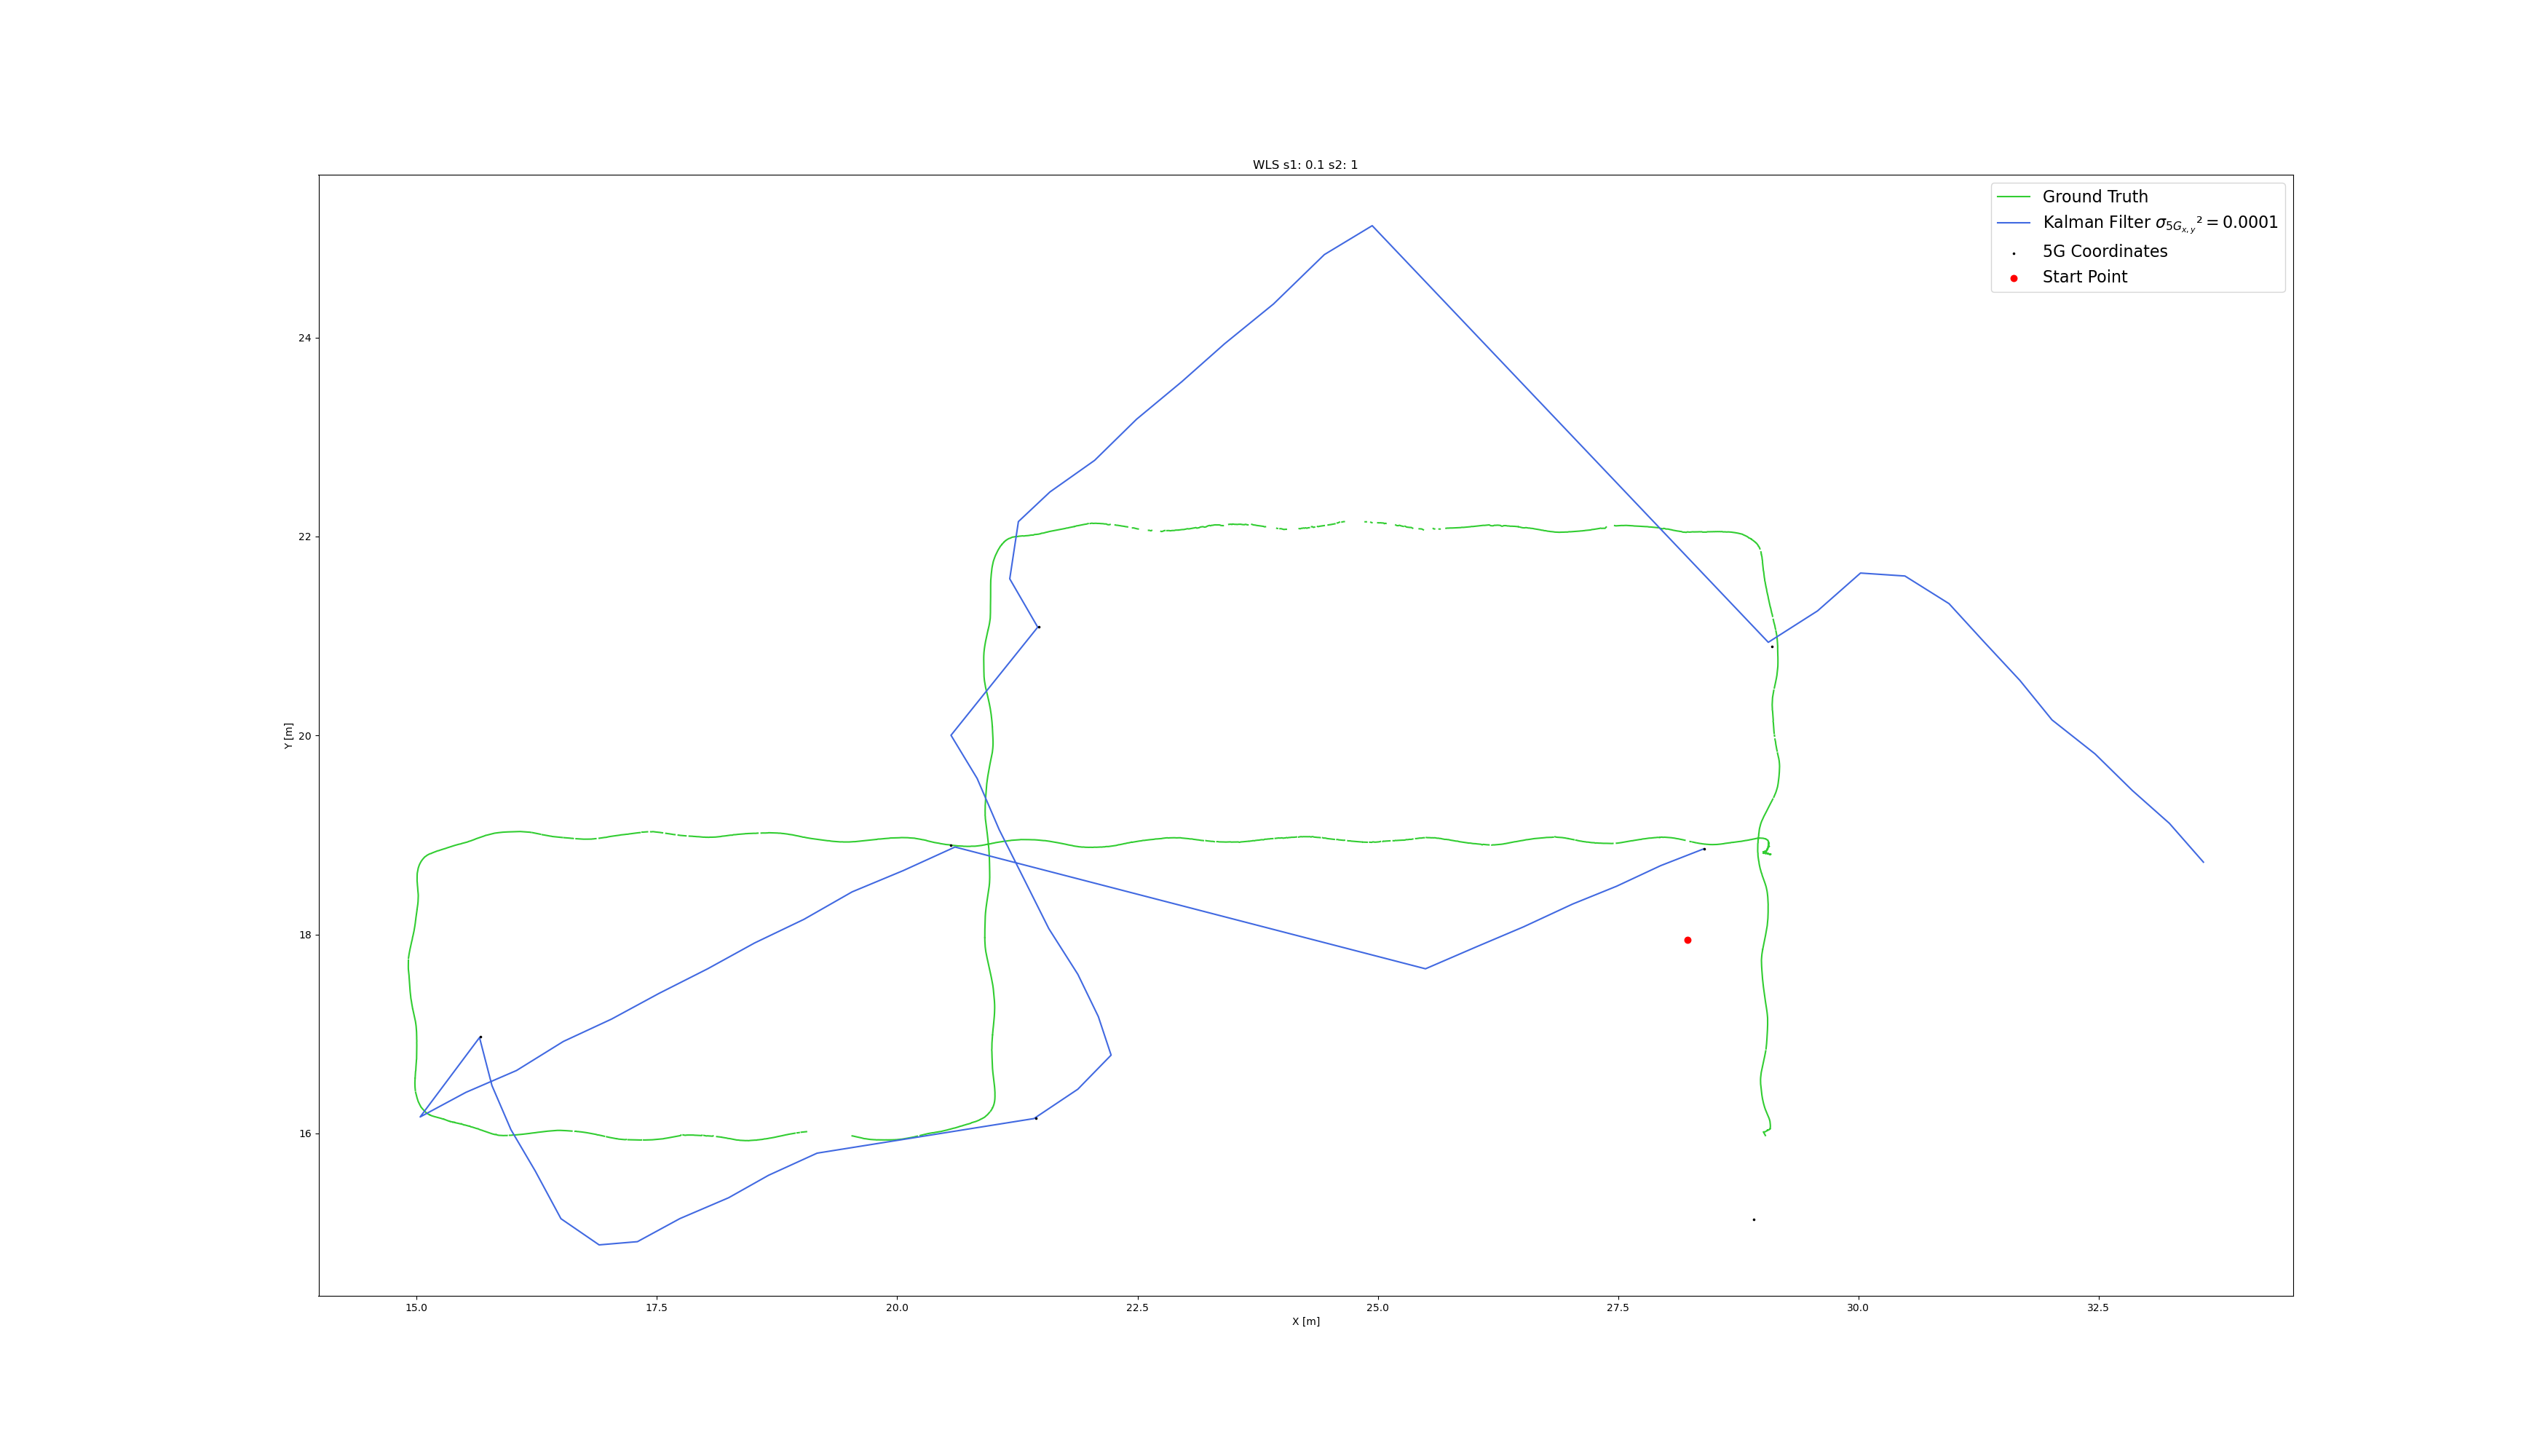 WLS s1: 0.1 s2: 1
Ground Truth
Kalman Filter σ5Gx,y² = 0.0001
5G Coordinates
Start Point
24
22
20
18
16
Y [m]
15.0 17.5 20.0 22.5 25.0 27.5 30.0 32.5
X [m]